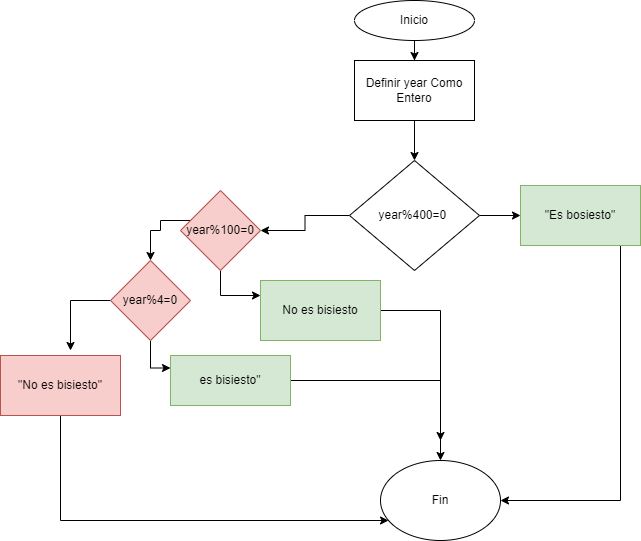 Inicio
Definir year Como
Entero
year%400=0
"Es bosiesto"
year%100=0
year%4=0
No es bisiesto
"No es bisiesto"
es bisiesto"
Fin